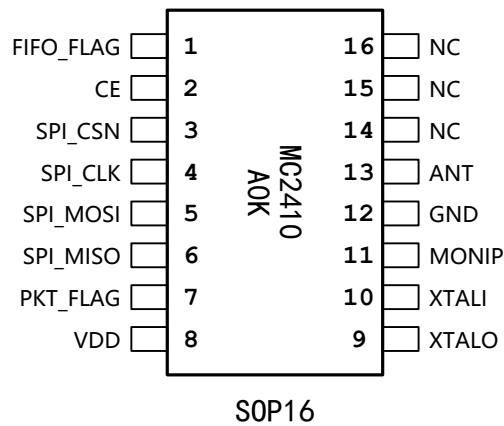 FIFO_FLAG 1 16 NC
CE 2 15 NC
SPI_CSN 3 14 NC
SPI_CLK 4 13 ANT
SPI_MOSI 5 12 GND
SPI_MISO 6 11 MONIP
PKT_FLAG 7 10 XTALI
VDD 8 9 XTALO
MC2410
A0K
SOP16